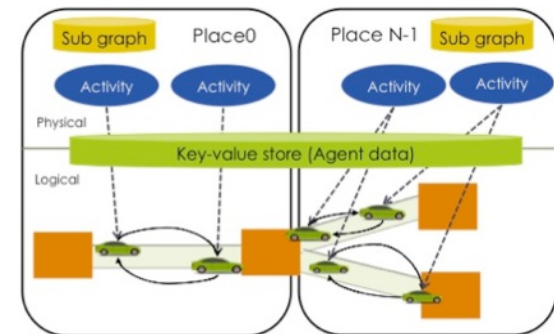 Sub graph
Place0
Place N-1
Sub graph
Activity
Activity
Activity
Activity
Physical
Key-value store (Agent data)
Logical